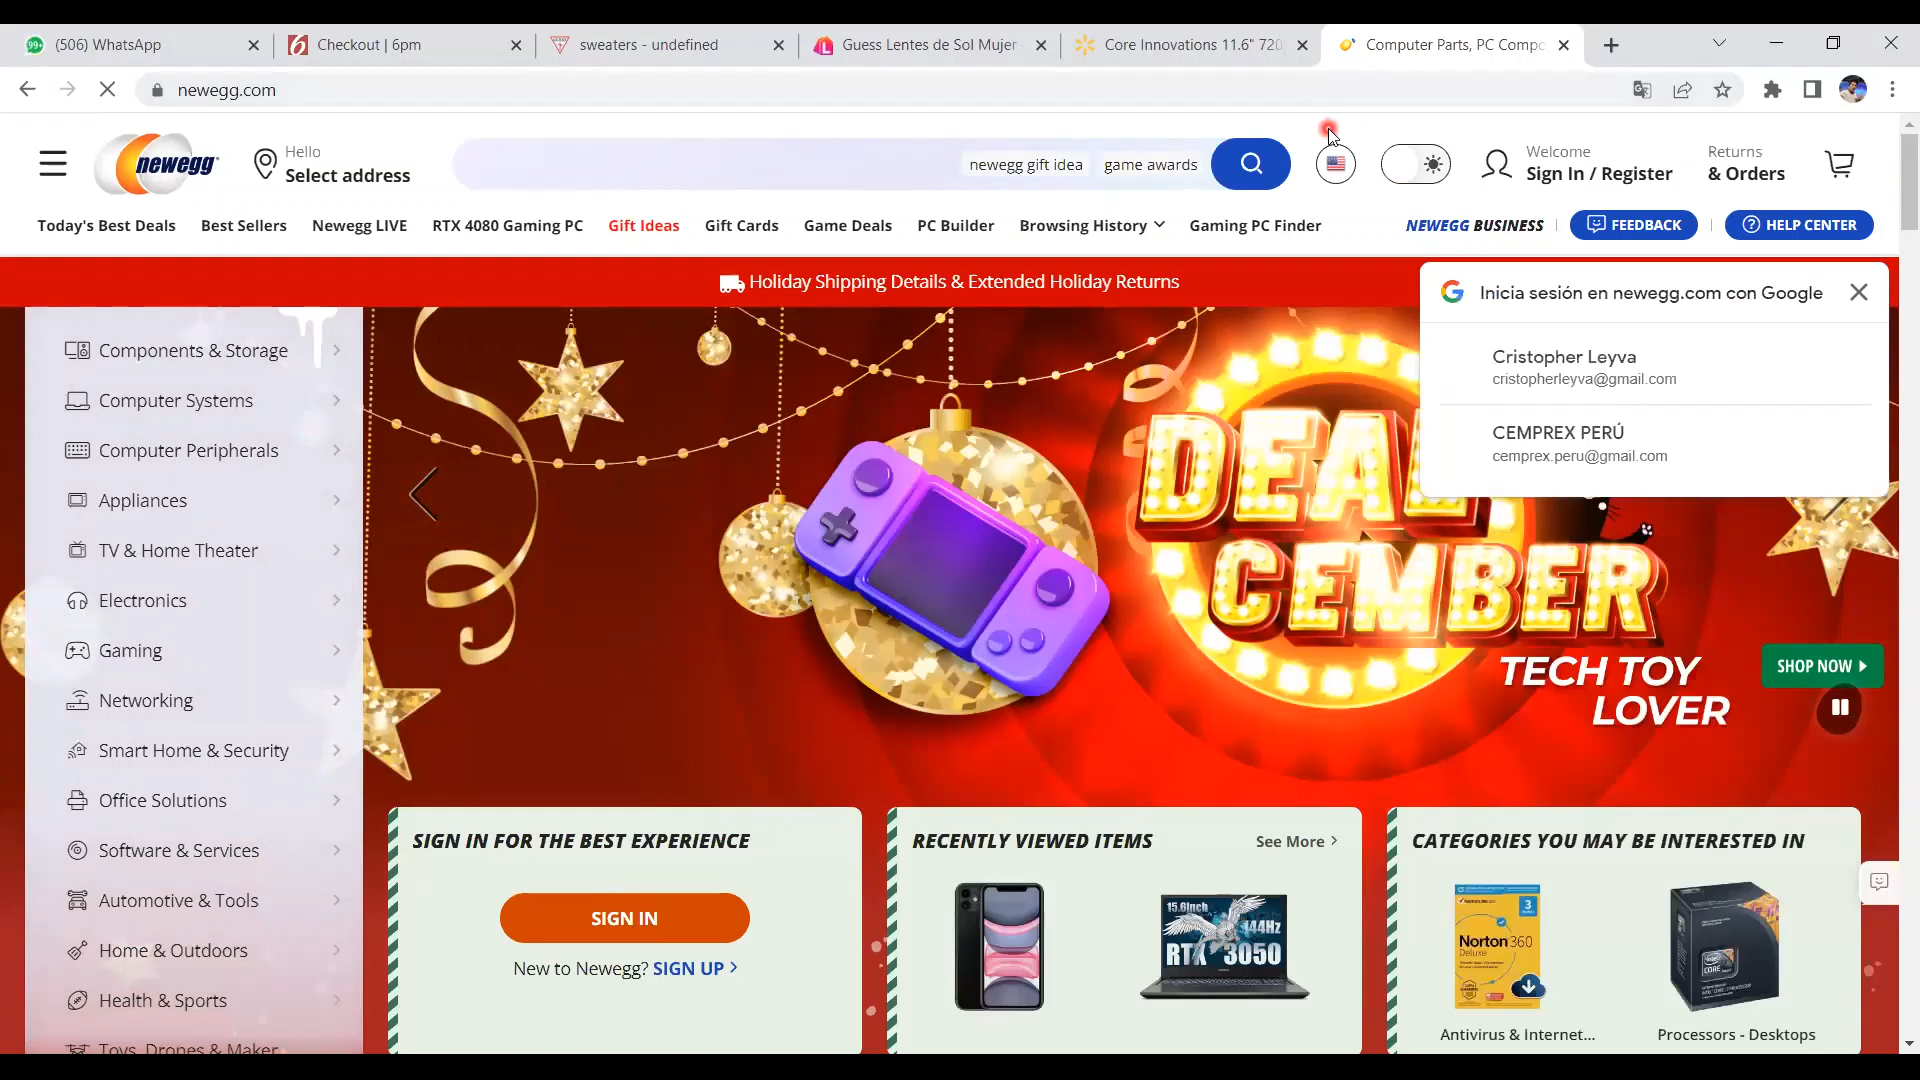 (506) WhatsApp
Checkout | 6pm
sweaters - undefined
Guess Lentes de Sol Mujer
Core Innovations 11.6" 720
Computer Parts, PC Compo
newegg.com
newegg
Hello
Select address
newegg gift idea
game awards
Welcome
Sign In / Register
Returns
& Orders
Today's Best Deals
Best Sellers
Newegg LIVE
RTX 4080 Gaming PC
Gift Ideas
Gift Cards
Game Deals
PC Builder
Browsing History
Gaming PC Finder
NEWEGG BUSINESS
FEEDBACK
HELP CENTER
Holiday Shipping Details & Extended Holiday Returns
Inicia sesión en newegg.com con Google
Cristopher Leyva
cristopherleyva@gmail.com
CEMPREX PERÚ
cemprex.peru@gmail.com
Components & Storage
Computer Systems
Computer Peripherals
Appliances
TV & Home Theater
Electronics
Gaming
Networking
Smart Home & Security
Office Solutions
Software & Services
Automotive & Tools
Home & Outdoors
Health & Sports
Toys, Drones & Maker
DEAL
CEMBER
TECH TOY
LOVER
SHOP NOW
SIGN IN FOR THE BEST EXPERIENCE
SIGN IN
New to Newegg? SIGN UP
RECENTLY VIEWED ITEMS
See More
15.6Inch
144Hz
RTX 3050
CATEGORIES YOU MAY BE INTERESTED IN
Norton 360
Deluxe
3
CORE
Antivirus & Internet...
Processors - Desktops